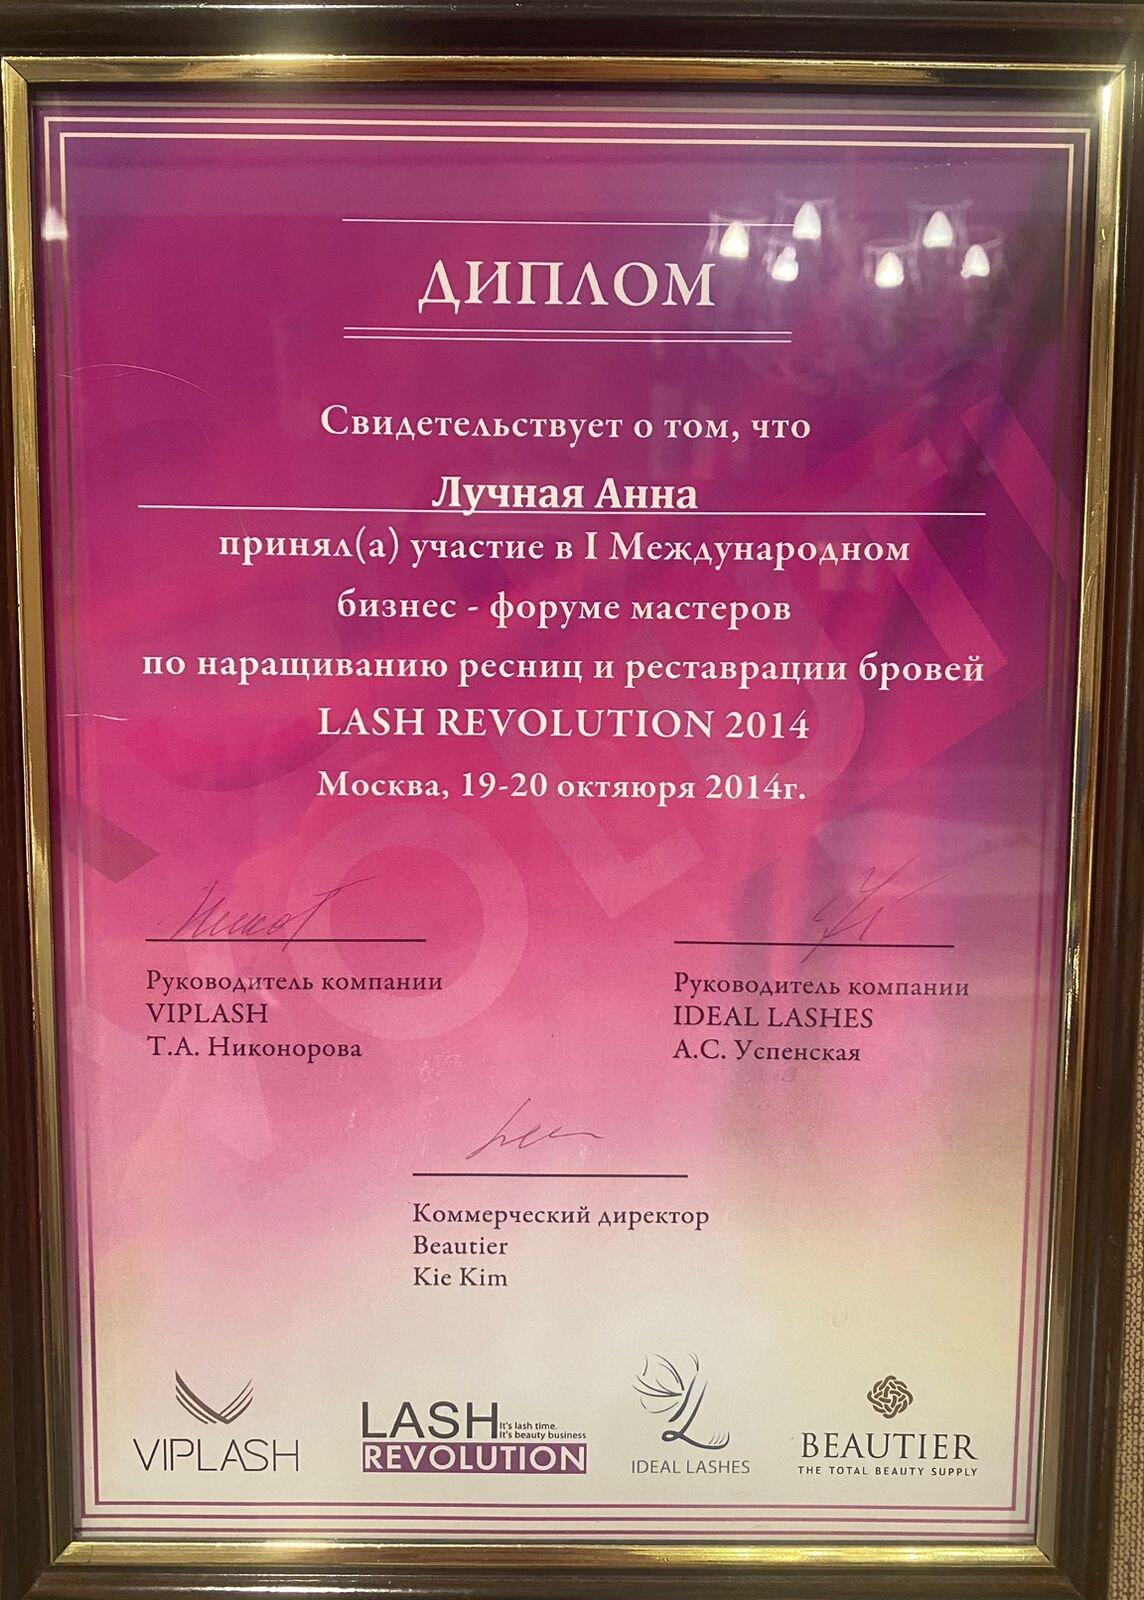 ДИПЛОМ
Свидетельствует о том, что
Лучная Анна
принял(а) участие в I Международном
бизнес - форуме мастеров
по наращиванию ресниц и реставрации бровей
LASH REVOLUTION 2014
Москва, 19-20 октяюря 2014г.
Руководитель компании
VIPLASH
Т.А. Никонорова
Руководитель компании
IDEAL LASHES
А.С. Успенская
Коммерческий директор
Beautier
Kie Kim
VIPLASH
LASH
It's lash time.
It's beauty business
REVOLUTION
IDEAL LASHES
BEAUTIER
THE TOTAL BEAUTY SUPPLY